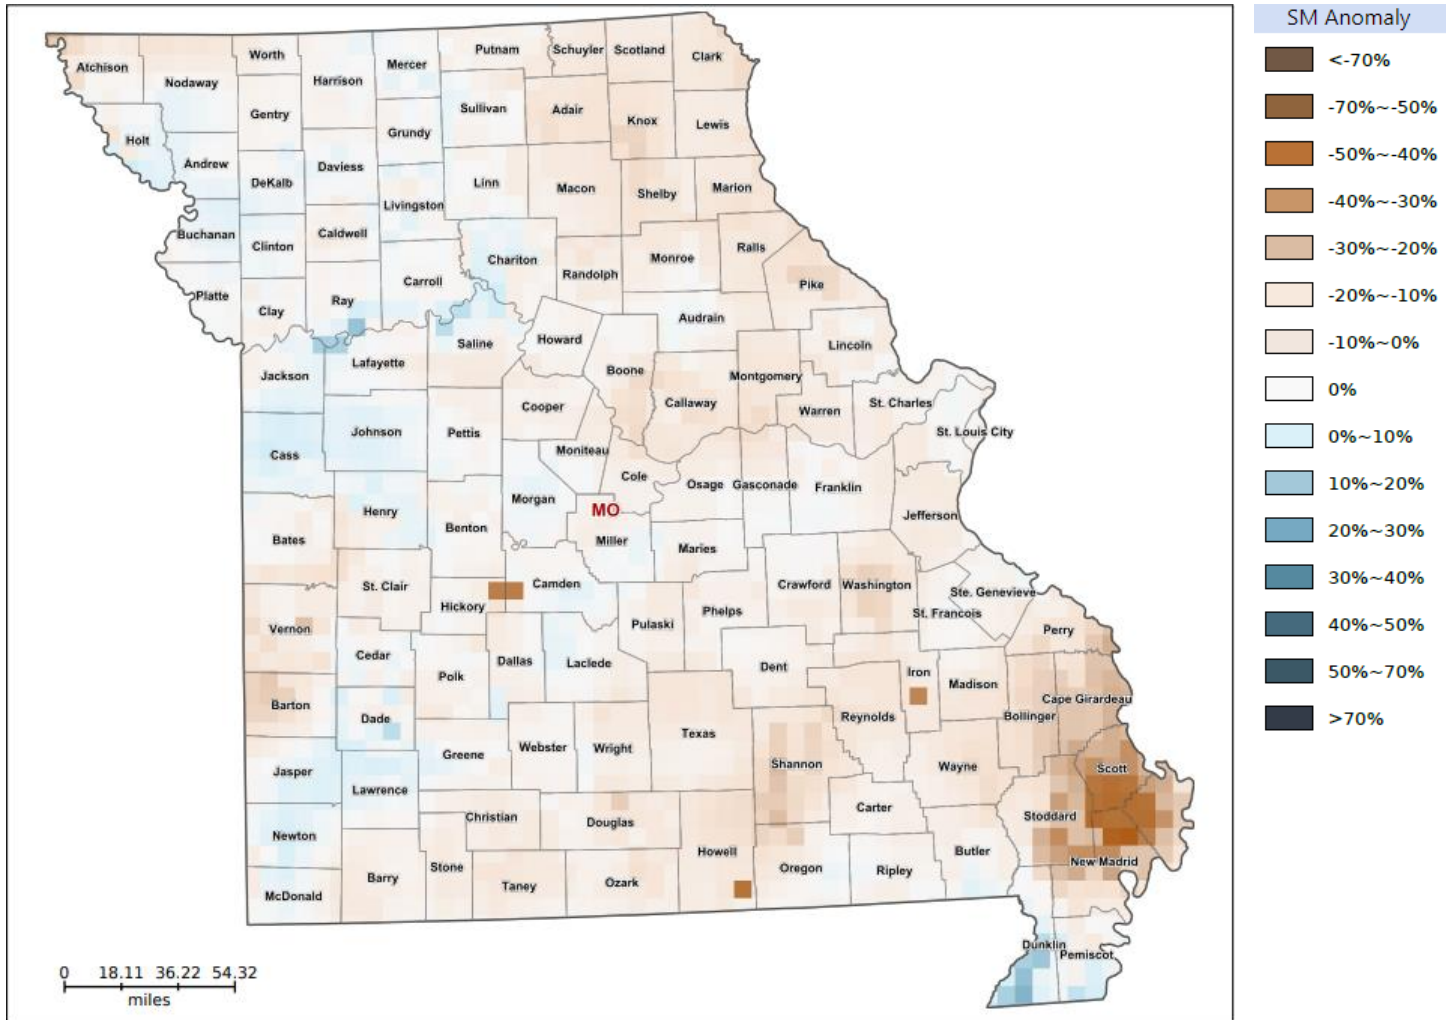 SM Anomaly
<-70%
-70%~-50%
-50%~-40%
-40%~-30%
-30%~-20%
-20%~-10%
-10%~0%
0%
0%~10%
10%~20%
20%~30%
30%~40%
40%~50%
50%~70%
>70%
Atchison
Nodaway
Worth
Harrison
Mercer
Putnam
Schuyler
Scotland
Clark
Holt
Andrew
Gentry
DeKalb
Daviess
Grundy
Sullivan
Adair
Knox
Lewis
Linn
Macon
Shelby
Marion
Buchanan
Clinton
Caldwell
Livingston
Chariton
Randolph
Monroe
Ralls
Pike
Platte
Clay
Ray
Carroll
Saline
Howard
Audrain
Lincoln
Jackson
Lafayette
Boone
Callaway
Montgomery
Warren
St. Charles
St. Louis City
Cass
Johnson
Pettis
Cooper
Moniteau
Cole
Osage
Gasconade
Franklin
Jefferson
Morgan
MO
Miller
Maries
Bates
Henry
Benton
St. Clair
Hickory
Camden
Pulaski
Phelps
Crawford
Washington
St. Francois
Ste. Genevieve
Perry
Vernon
Cedar
Polk
Dallas
Laclede
Dent
Iron
Madison
Bollinger
Cape Girardeau
Barton
Dade
Greene
Webster
Wright
Texas
Shannon
Reynolds
Wayne
Scott
Jasper
Lawrence
Christian
Douglas
Howell
Carter
Stoddard
Newton
McDonald
Barry
Stone
Taney
Ozark
Oregon
Ripley
Butler
New Madrid
Dunklin
Pemiscot
0 18.11 36.22 54.32
miles